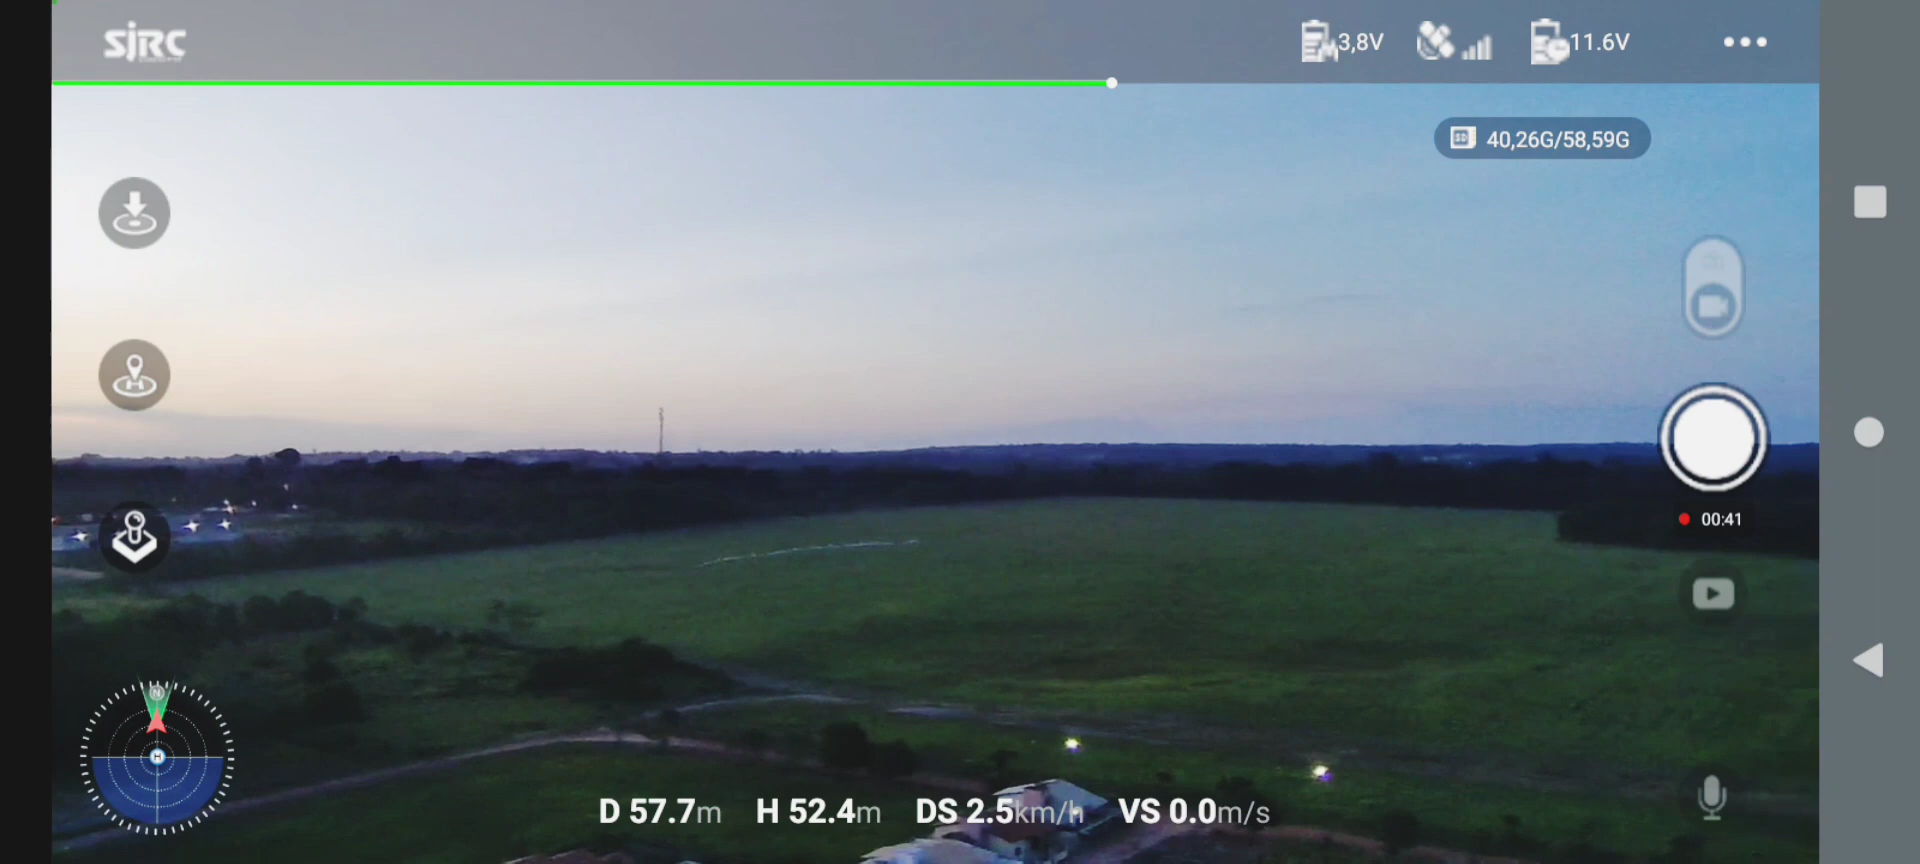 SJRC
3,8V
11.6V
SD 40,26G/58,59G
00:41
N
H
D 57.7m H 52.4m DS 2.5km/h VS 0.0m/s